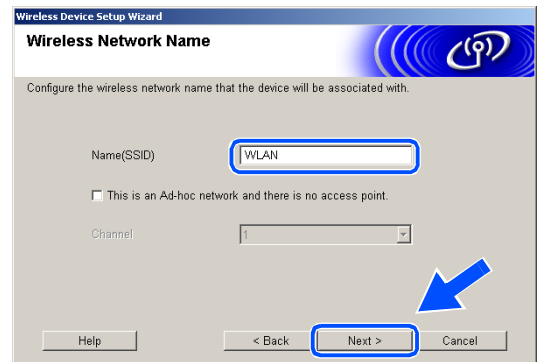 Wireless Device Setup Wizard
Wireless Network Name
Configure the wireless network name that the device will be associated with.
Name(SSID) WLAN
This is an Ad-hoc network and there is no access point.
Channel 1
Help < Back Next > Cancel